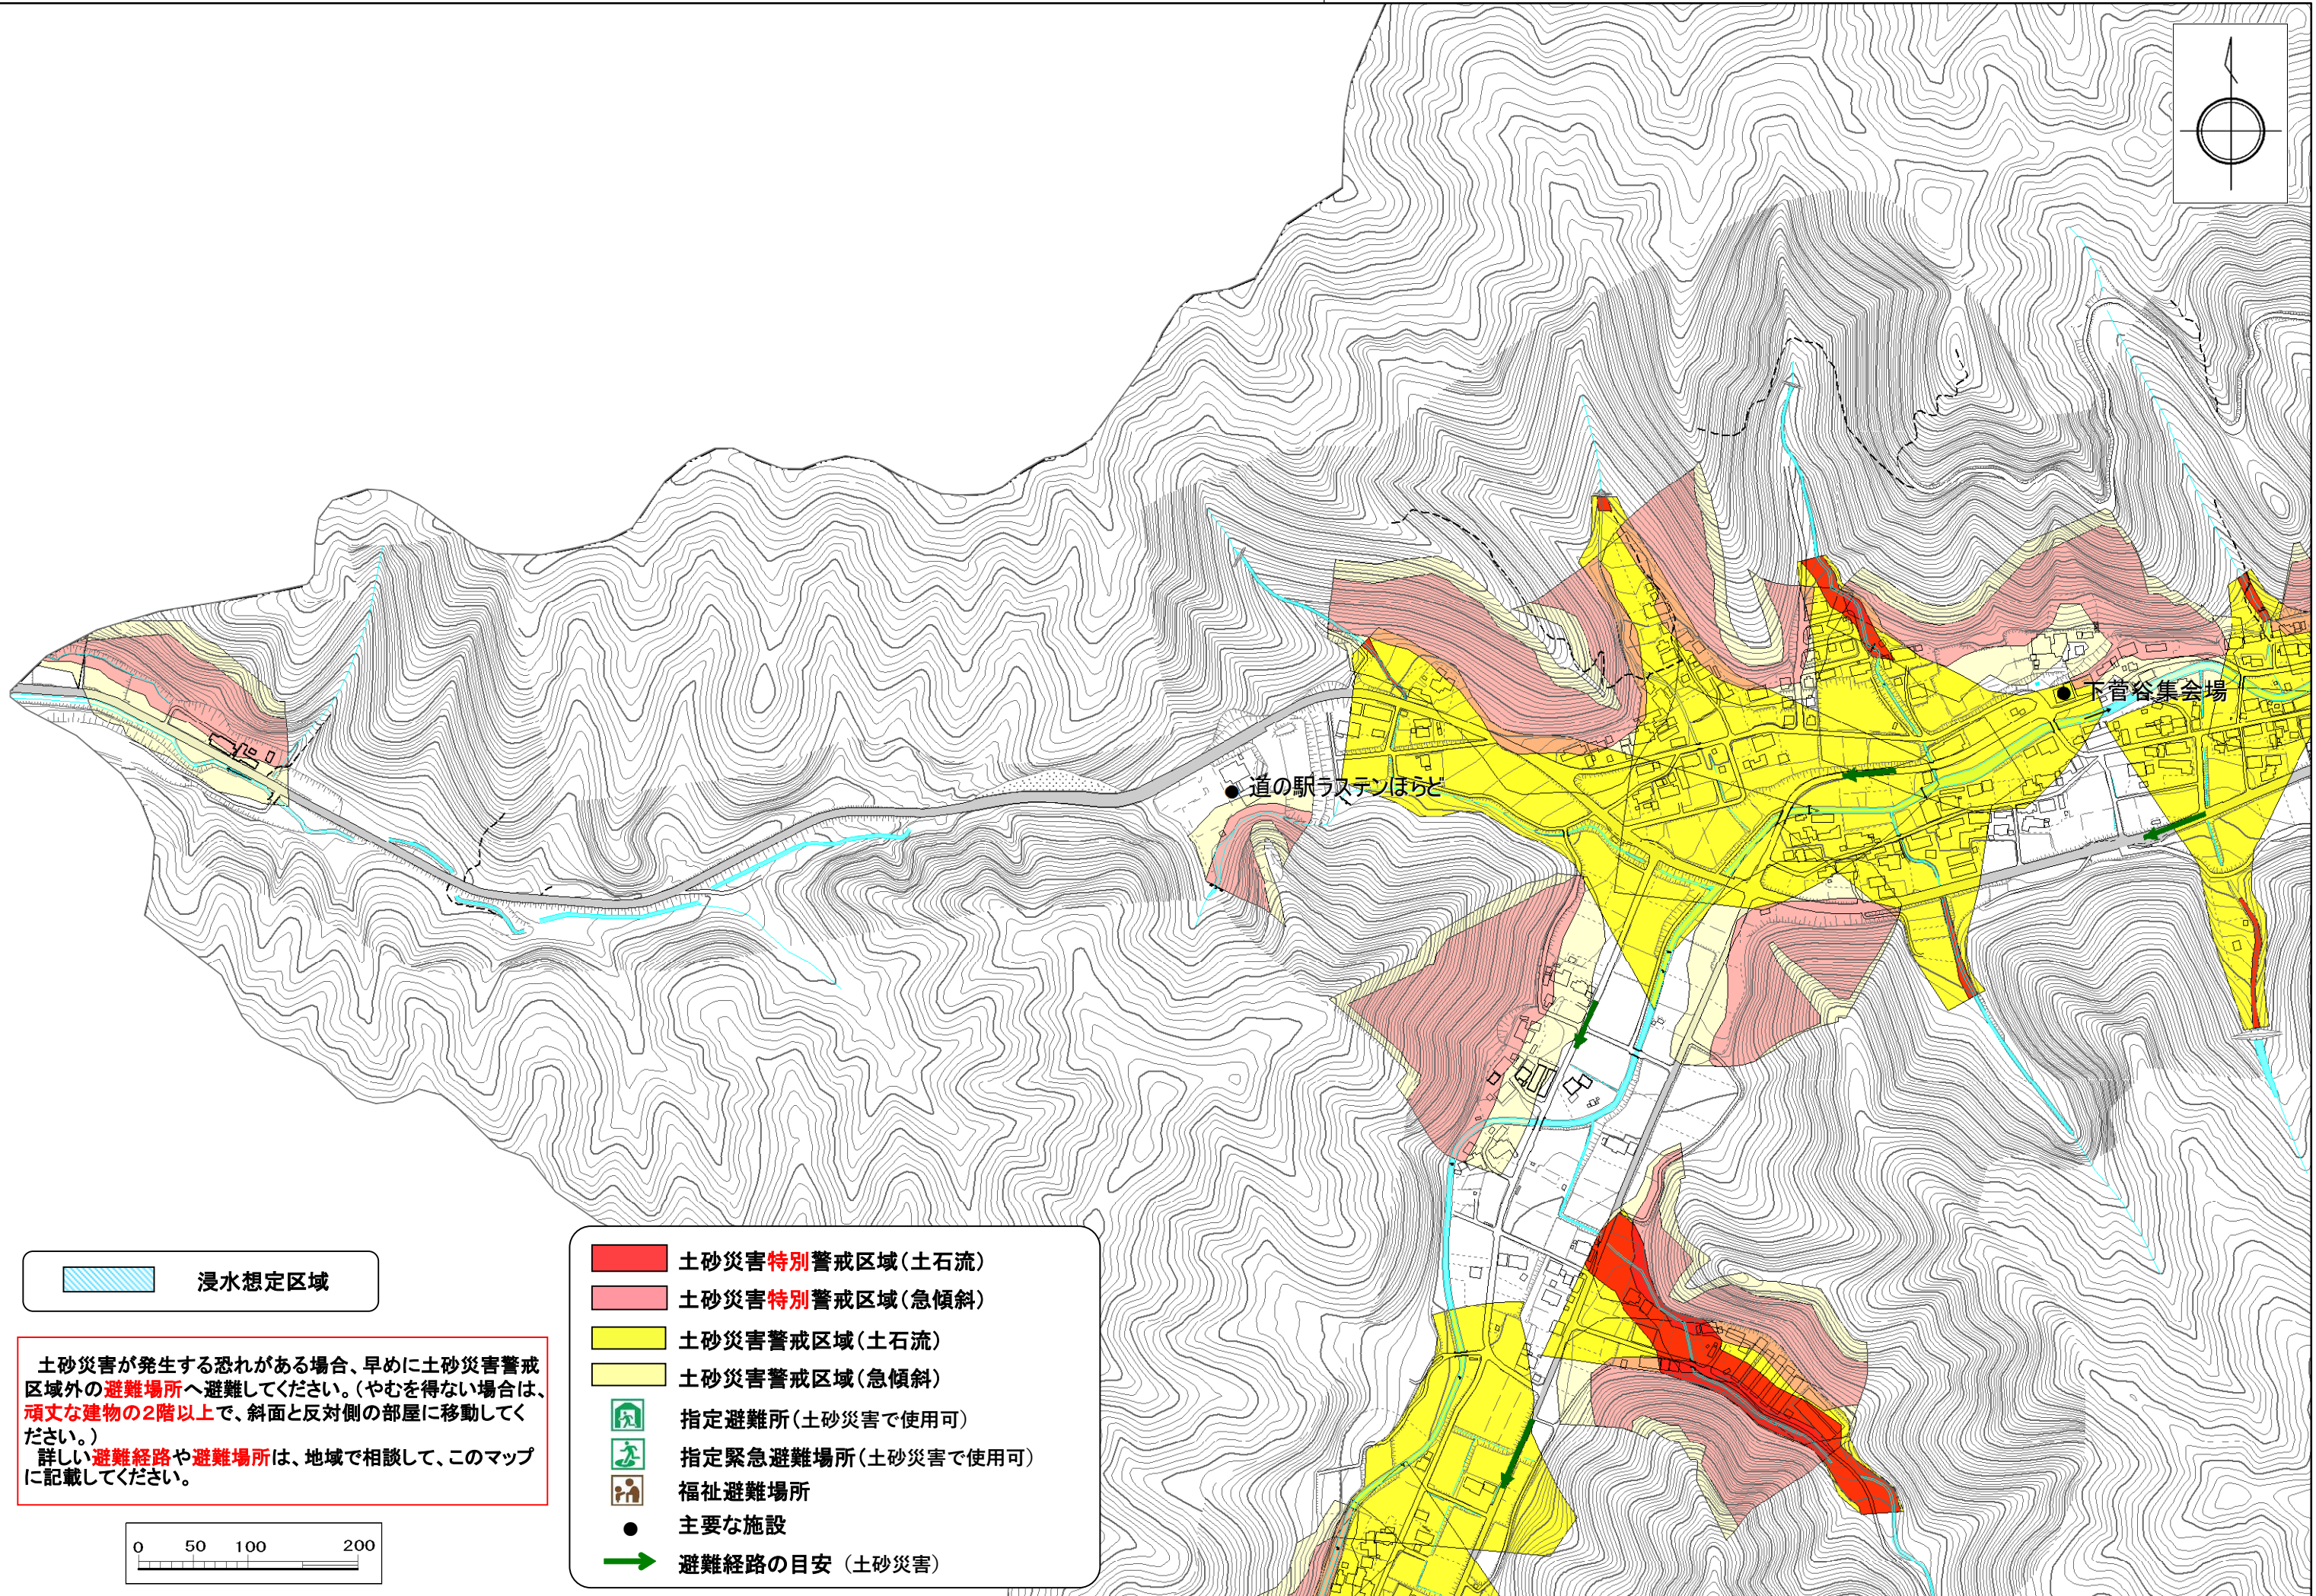 下菅谷集会場
道の駅ラステンほらど
浸水想定区域
土砂災害が発生する恐れがある場合、早めに土砂災害警戒
区域外の避難場所へ避難してください。（やむを得ない場合は、
頑丈な建物の2階以上で、斜面と反対側の部屋に移動してく
ださい。）
詳しい避難経路や避難場所は、地域で相談して、このマップ
に記載してください。
0 50 100 200
土砂災害特別警戒区域（土石流）
土砂災害特別警戒区域（急傾斜）
土砂災害警戒区域（土石流）
土砂災害警戒区域（急傾斜）
指定避難所（土砂災害で使用可）
指定緊急避難場所（土砂災害で使用可）
福祉避難場所
主要な施設
避難経路の目安（土砂災害）